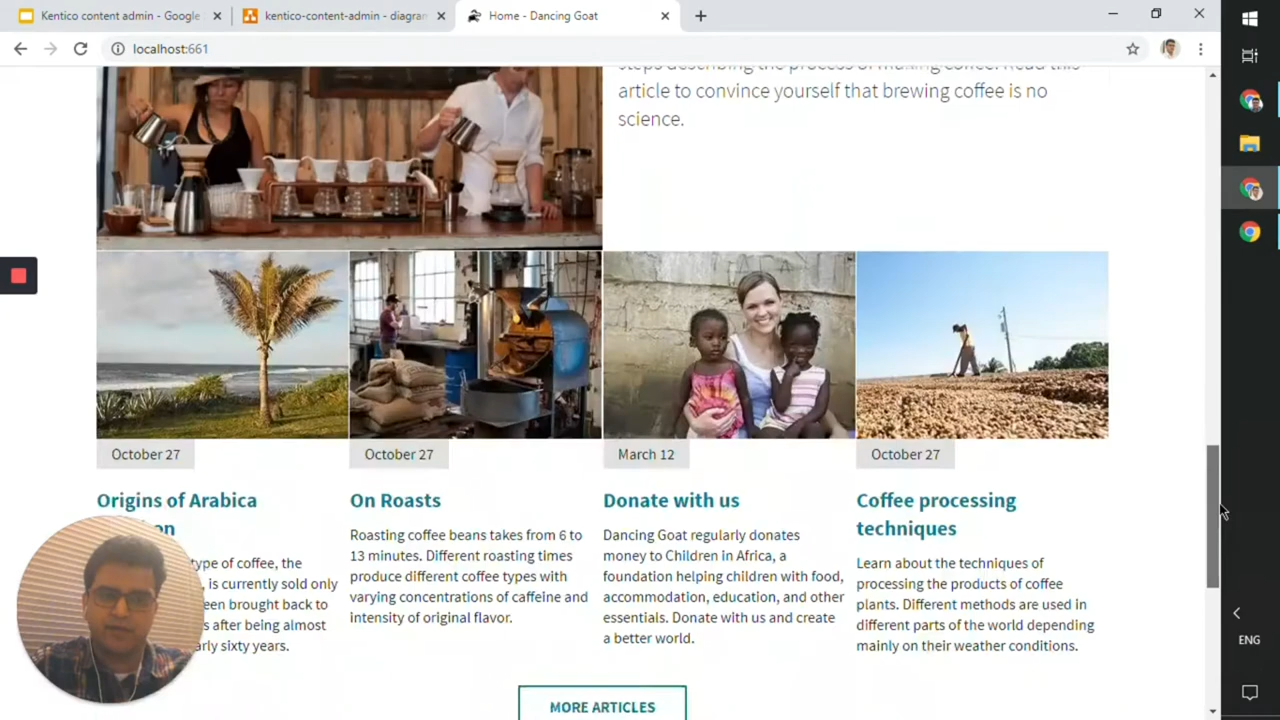 Kentico content admin - Google
kentico-content-admin - diagram
Home - Dancing Goat
localhost:661
article to convince yourself that brewing coffee is no
science.
October 27
October 27
March 12
October 27
Origins of Arabica
On Roasts
Donate with us
Coffee processing
techniques
Roasting coffee beans takes from 6 to
13 minutes. Different roasting times
produce different coffee types with
varying concentrations of caffeine and
intensity of original flavor.
Dancing Goat regularly donates
money to Children in Africa, a
foundation helping children with food,
accommodation, education, and other
essentials. Donate with us and create
a better world.
Learn about the techniques of
processing the products of coffee
plants. Different methods are used in
different parts of the world depending
mainly on their weather conditions.
type of coffee, the
, is currently sold only
een brought back to
s after being almost
arly sixty years.
MORE ARTICLES
ENG